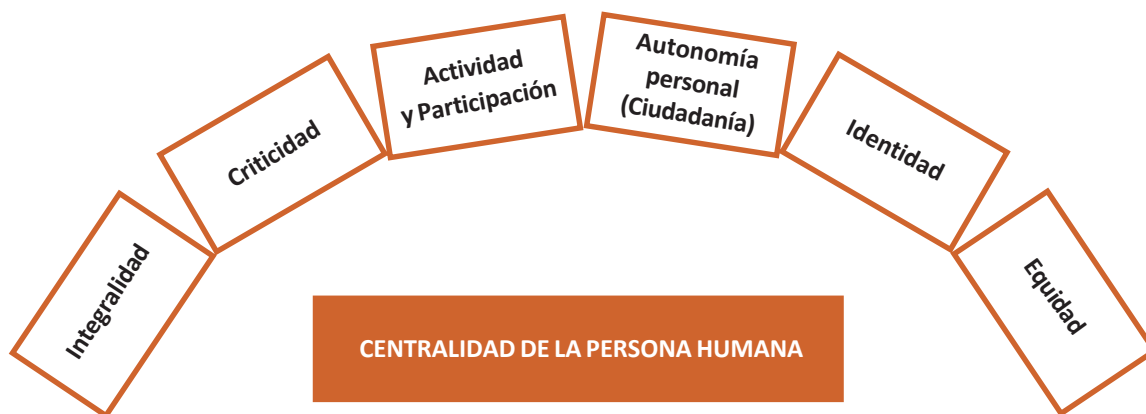 Integralidad
Criticidad
Actividad
y Participación
Autonomía
personal
(Ciudadanía)
Identidad
Equidad
CENTRALIDAD DE LA PERSONA HUMANA